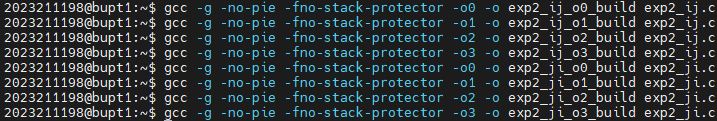 2023211198@bupt1:~$ gcc -g -no-pie -fno-stack-protector -o0 -o exp2_ij_o0_build exp2_ij.c
2023211198@bupt1:~$ gcc -g -no-pie -fno-stack-protector -o1 -o exp2_ij_o1_build exp2_ij.c
2023211198@bupt1:~$ gcc -g -no-pie -fno-stack-protector -o2 -o exp2_ij_o2_build exp2_ij.c
2023211198@bupt1:~$ gcc -g -no-pie -fno-stack-protector -o3 -o exp2_ij_o3_build exp2_ij.c
2023211198@bupt1:~$ gcc -g -no-pie -fno-stack-protector -o0 -o exp2_ji_o0_build exp2_ji.c
2023211198@bupt1:~$ gcc -g -no-pie -fno-stack-protector -o1 -o exp2_ji_o1_build exp2_ji.c
2023211198@bupt1:~$ gcc -g -no-pie -fno-stack-protector -o2 -o exp2_ji_o2_build exp2_ji.c
2023211198@bupt1:~$ gcc -g -no-pie -fno-stack-protector -o3 -o exp2_ji_o3_build exp2_ji.c